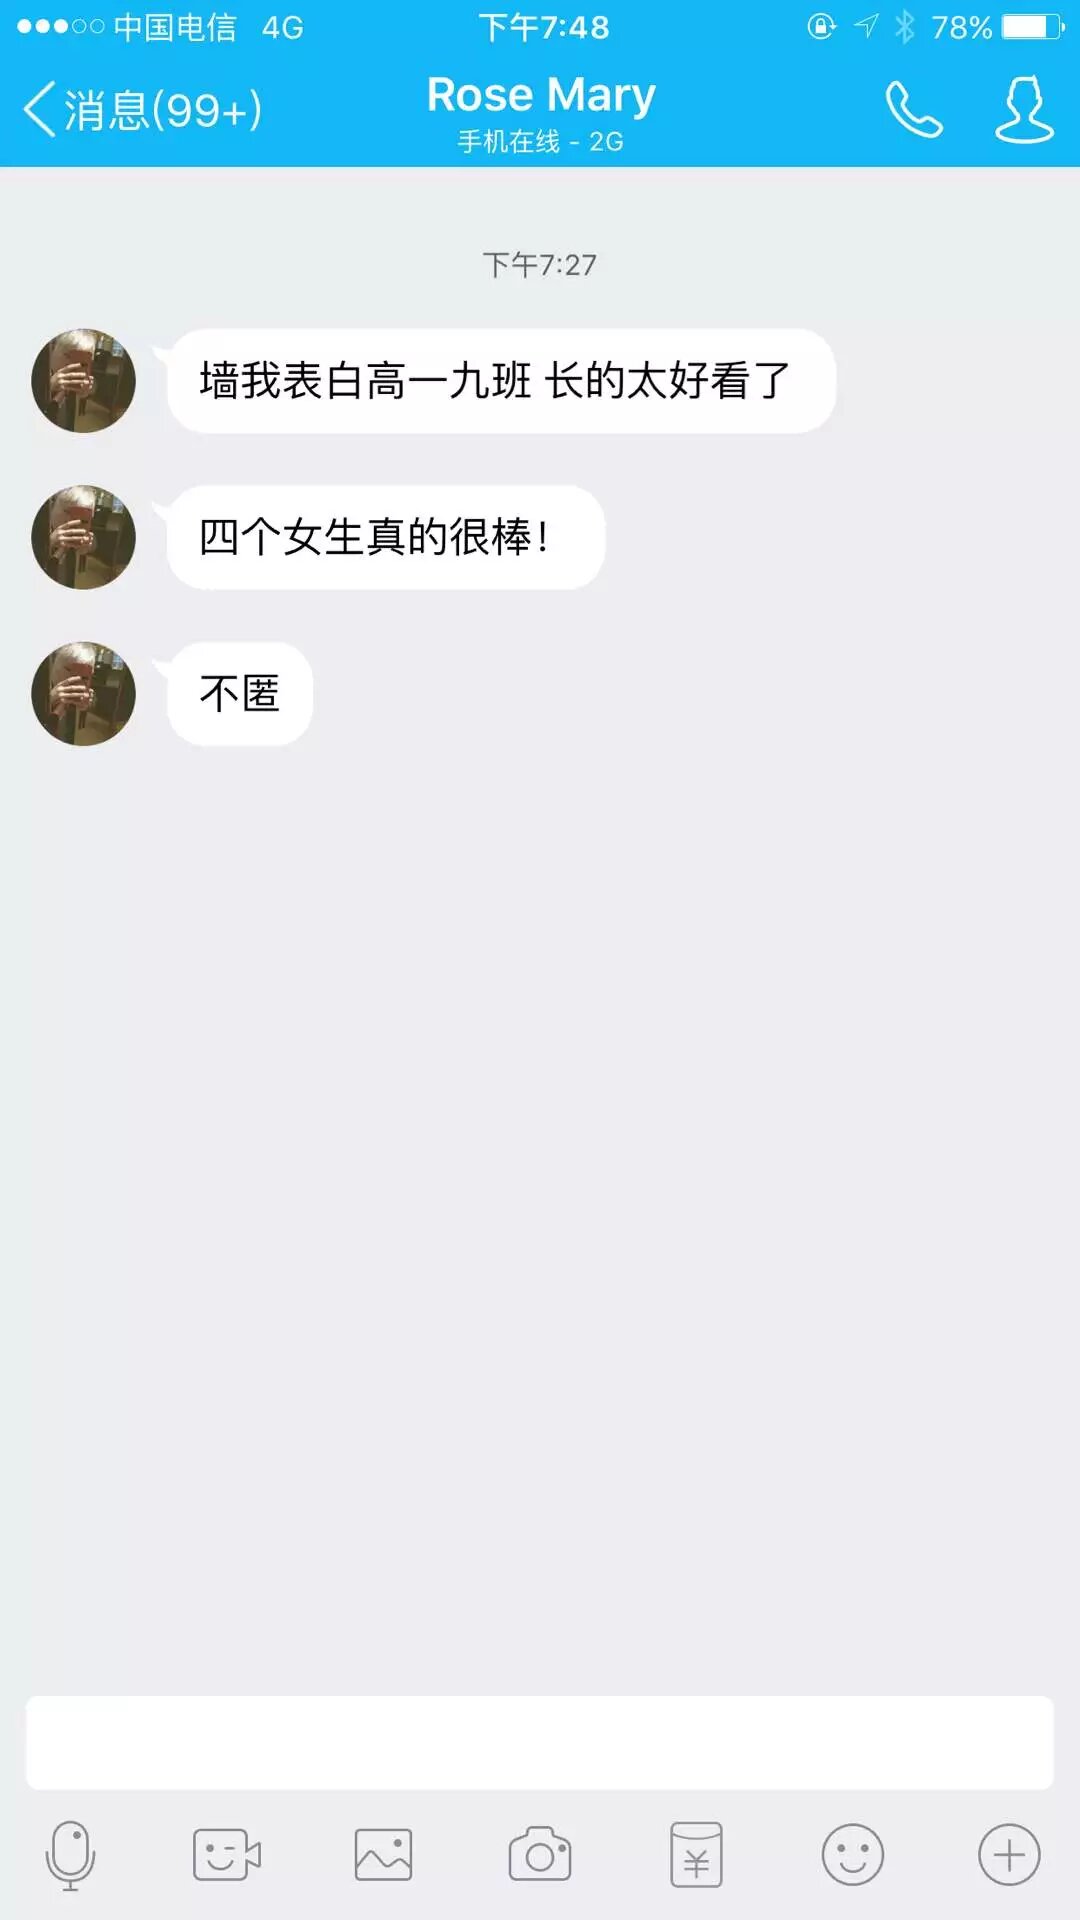 中国电信 4G 下午7:48 78%
消息(99+) Rose Mary
手机在线 - 2G
下午7:27
墙我表白高一九班 长的太好看了
四个女生真的很棒！
不匿